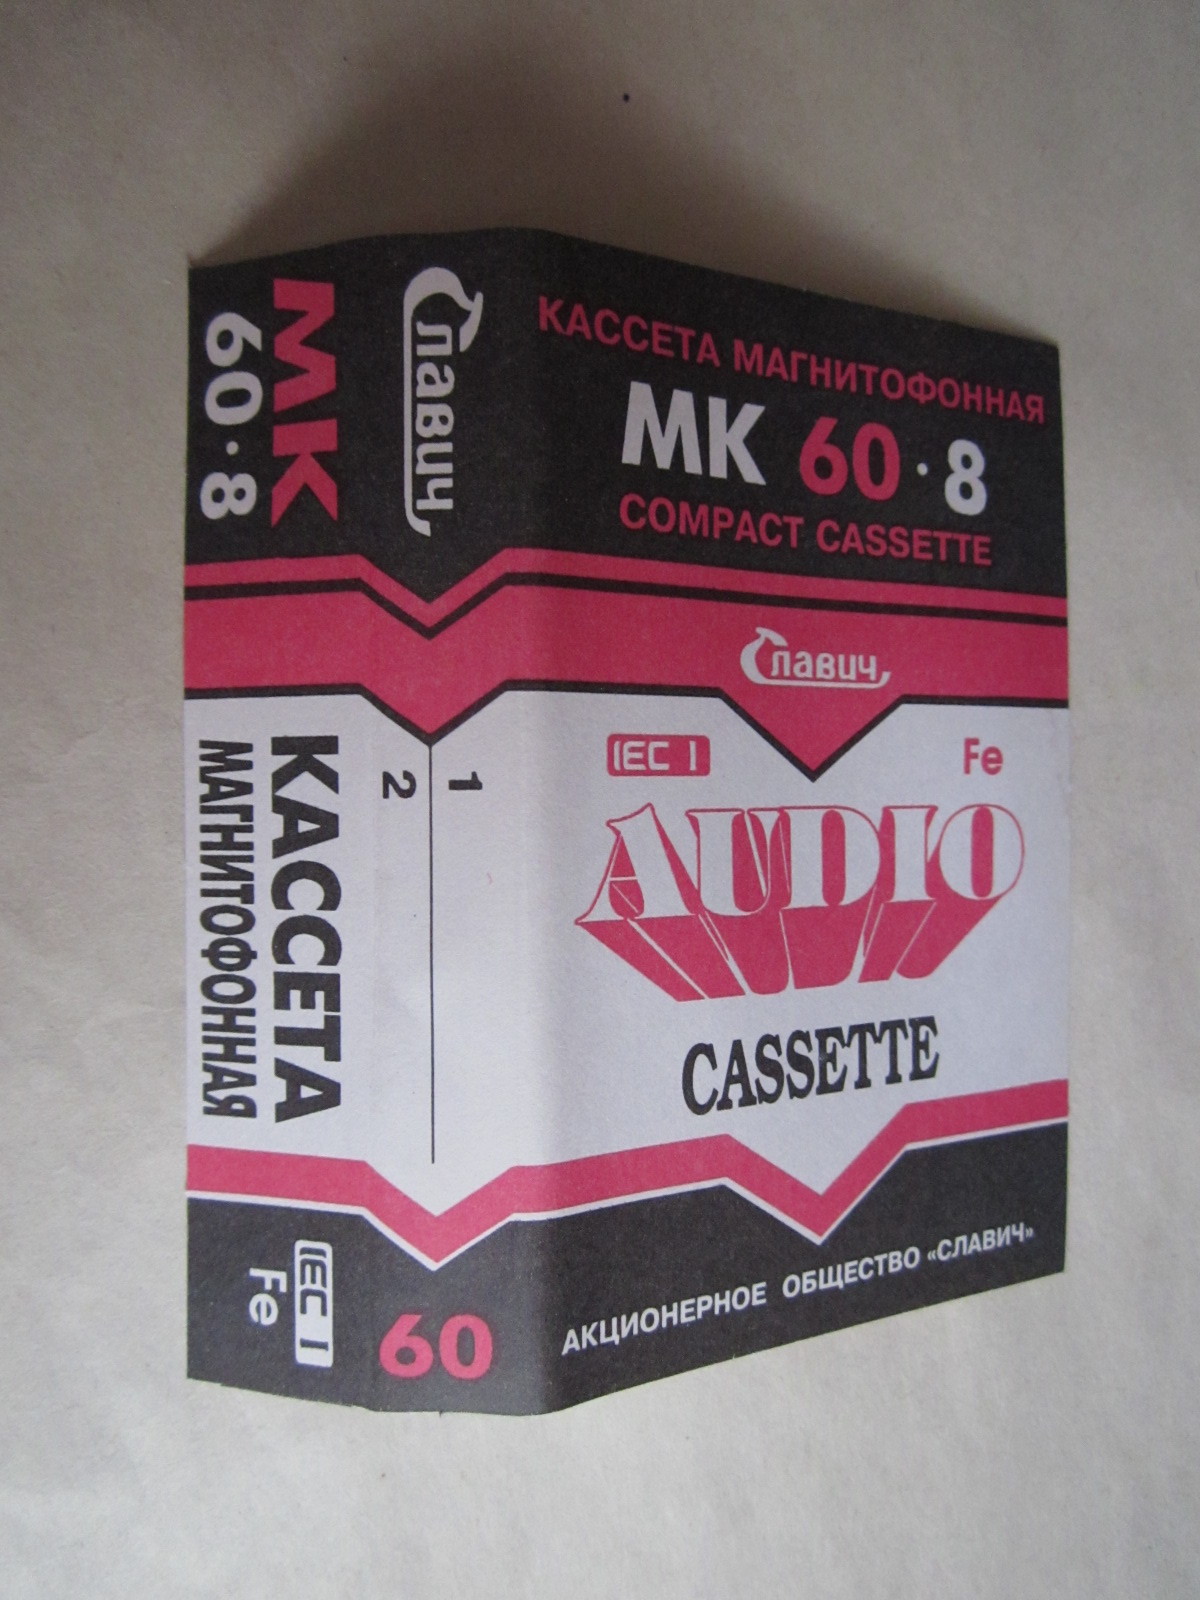 МК
60·8
Славич
КАССЕТА
МАГНИТОФОННАЯ
1
2
IEC I
Fe
60
КАССЕТА МАГНИТОФОННАЯ
МК 60·8
COMPACT CASSETTE
Славич
IEC I Fe
AUDIO
CASSETTE
АКЦИОНЕРНОЕ ОБЩЕСТВО «СЛАВИЧ»